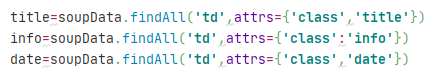 title=soupData.findAll('td',attrs={'class','title'})
info=soupData.findAll('td',attrs={'class':'info'})
date=soupData.findAll('td',attrs={'class','date'})